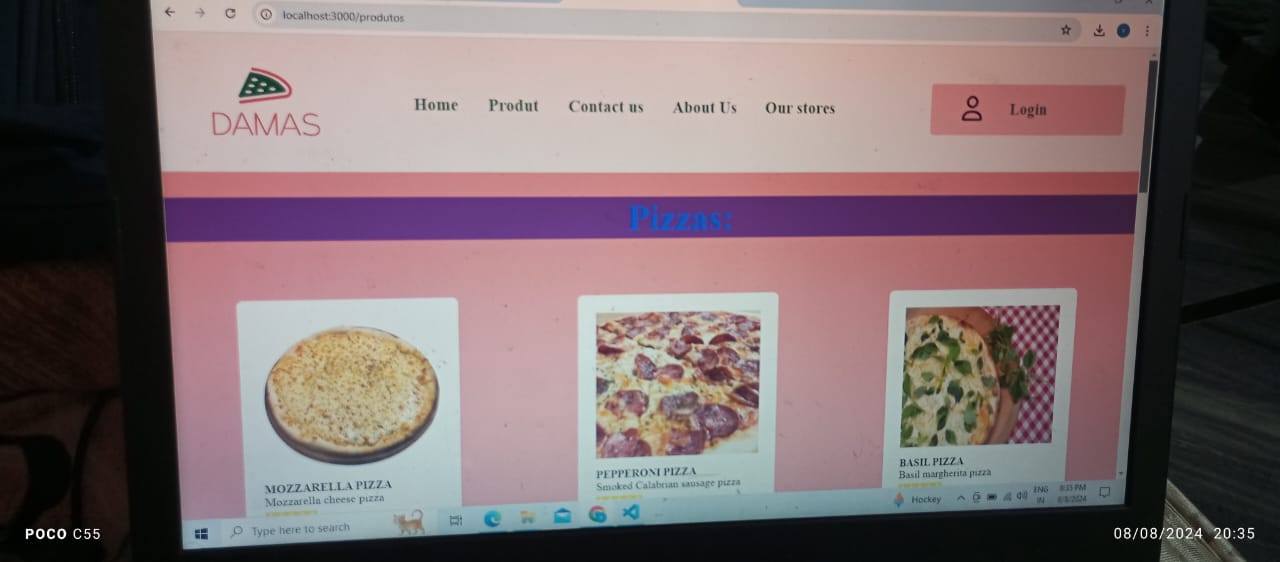 localhost:3000/produtos
DAMAS
Home Produt Contact us About Us Our stores
Login
Pizzas:
MOZZARELLA PIZZA
Mozzarella cheese pizza
PEPPERONI PIZZA
Smoked Calabrian sausage pizza
BASIL PIZZA
Basil margherita pizza
Type here to search
Hockey
ENG
IN
8:35 PM
8/8/2024
POCO C55
08/08/2024 20:35